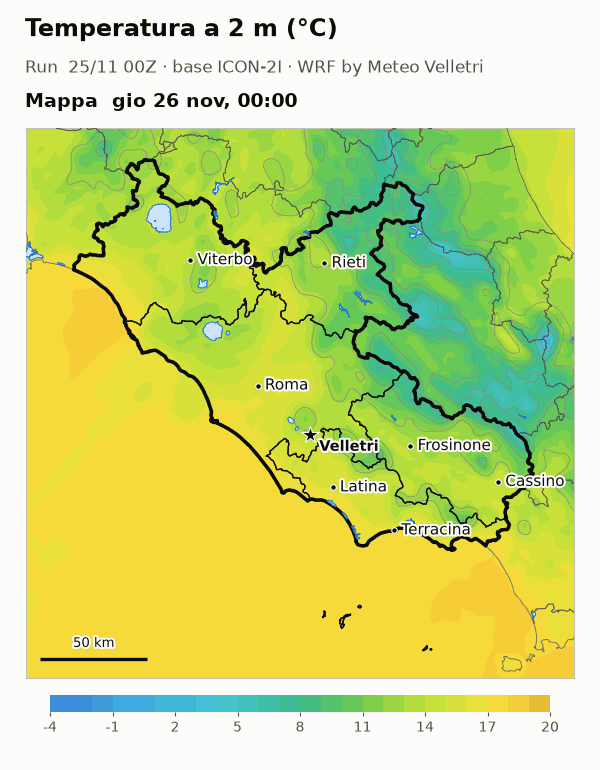 Temperatura a 2 m (°C)
Run  25/11 00Z · base ICON-2I · WRF by Meteo Velletri
Mappa  gio 26 nov, 00:00
Viterbo
Rieti
Roma
Velletri
Frosinone
Cassino
Latina
Terracina
50 km
-4 -1 2 5 8 11 14 17 20